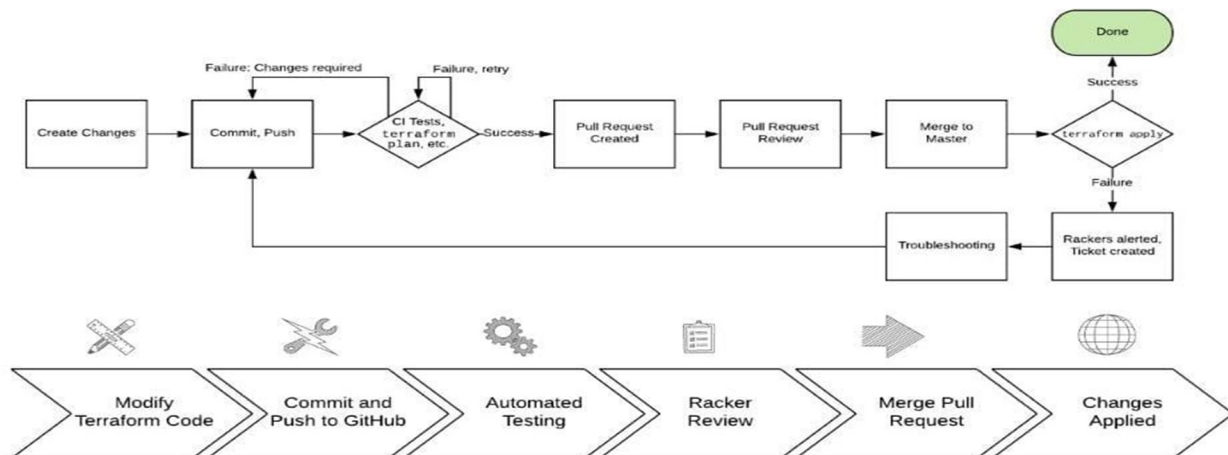 Done
Success
Failure; Changes required
Failure, retry
Create Changes
Commit, Push
CI Tests,
terraform
plan, etc.
Success
Pull Request
Created
Pull Request
Review
Merge to
Master
terraform apply
Failure
Troubleshooting
Rackers alerted,
Ticket created
Modify
Terraform Code
Commit and
Push to GitHub
Automated
Testing
Racker
Review
Merge Pull
Request
Changes
Applied